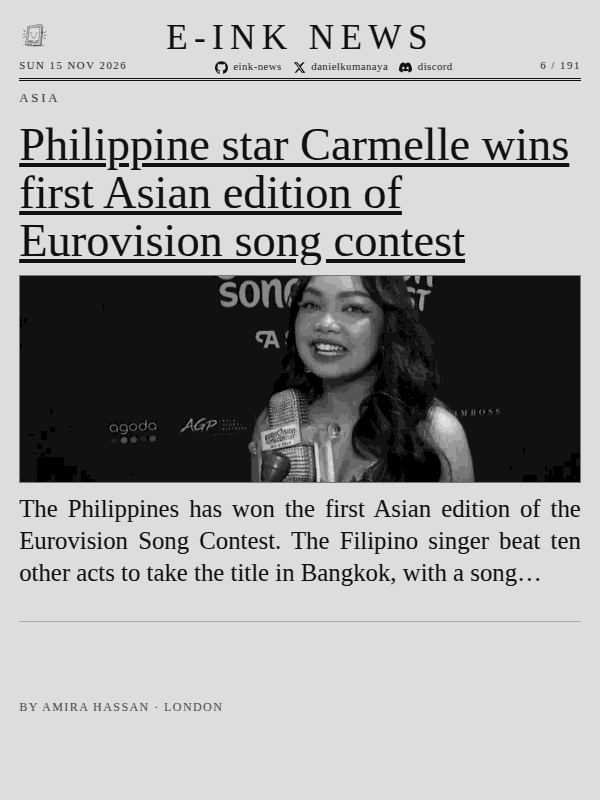 E-INK NEWS
SUN 15 NOV 2026
eink-news danielkumanaya discord
6 / 191
ASIA
Philippine star Carmelle wins
first Asian edition of
Eurovision song contest
agoda
AGP
The Philippines has won the first Asian edition of the
Eurovision Song Contest. The Filipino singer beat ten
other acts to take the title in Bangkok, with a song…
BY AMIRA HASSAN · LONDON